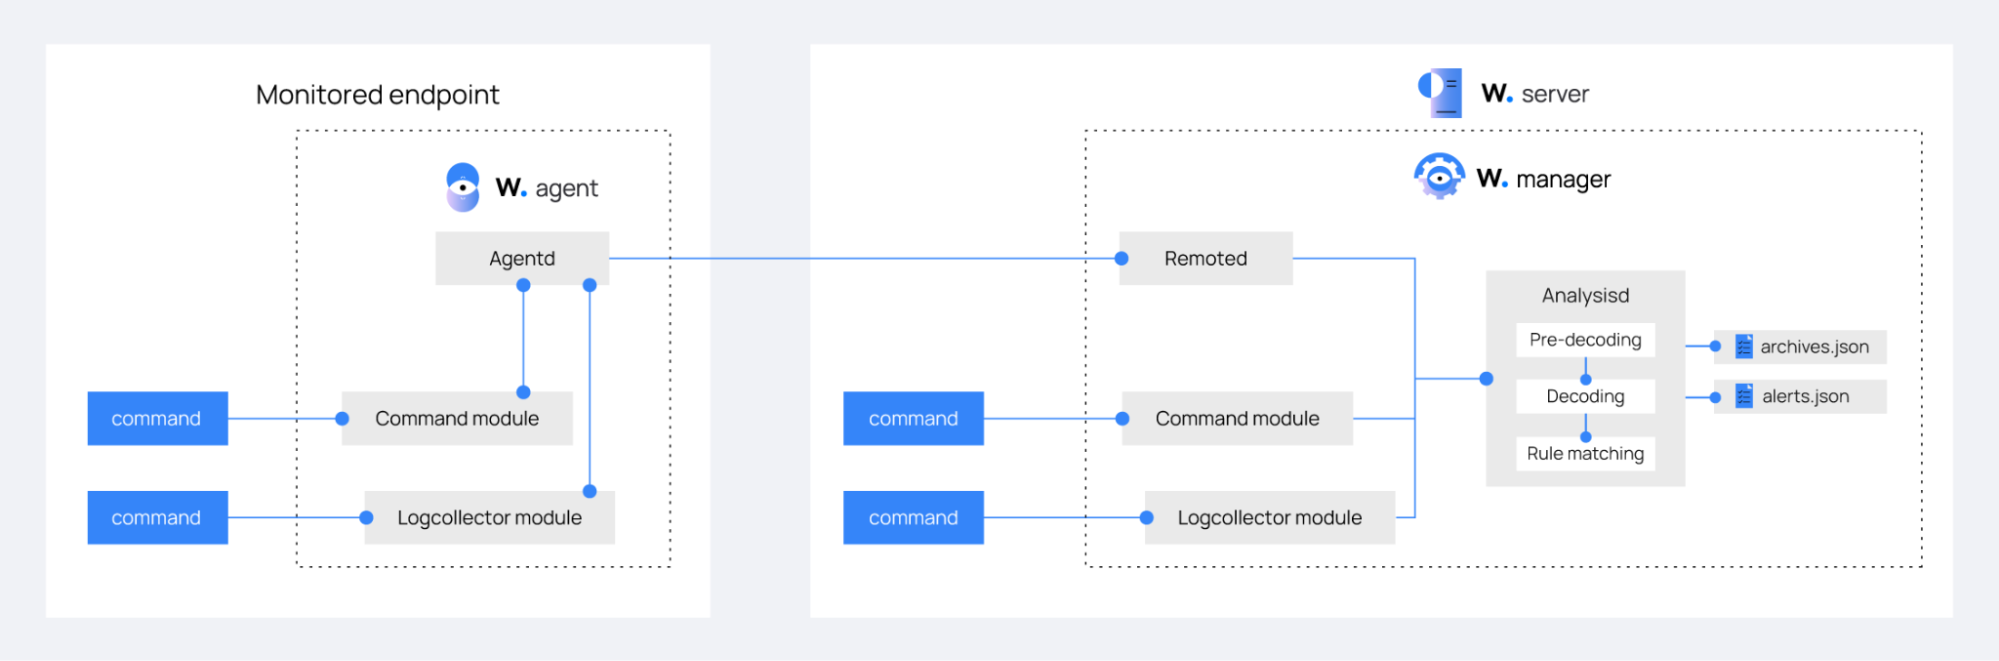 Monitored endpoint
W. agent
Agentd
command
Command module
command
Logcollector module
W. server
W. manager
Remoted
command
Command module
command
Logcollector module
Analysisd
Pre-decoding
Decoding
Rule matching
archives.json
alerts.json